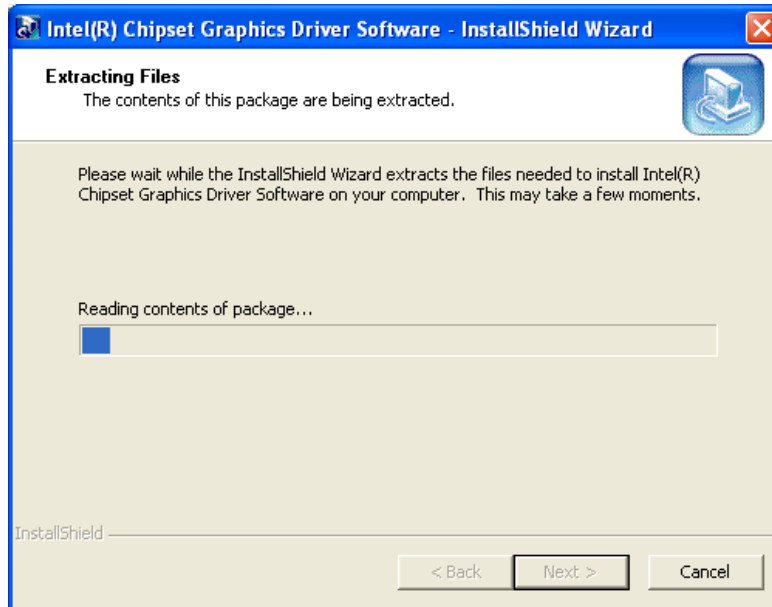 Intel(R) Chipset Graphics Driver Software - InstallShield Wizard
Extracting Files
The contents of this package are being extracted.
Please wait while the InstallShield Wizard extracts the files needed to install Intel(R)
Chipset Graphics Driver Software on your computer.  This may take a few moments.
Reading contents of package...
InstallShield
< Back
Next >
Cancel